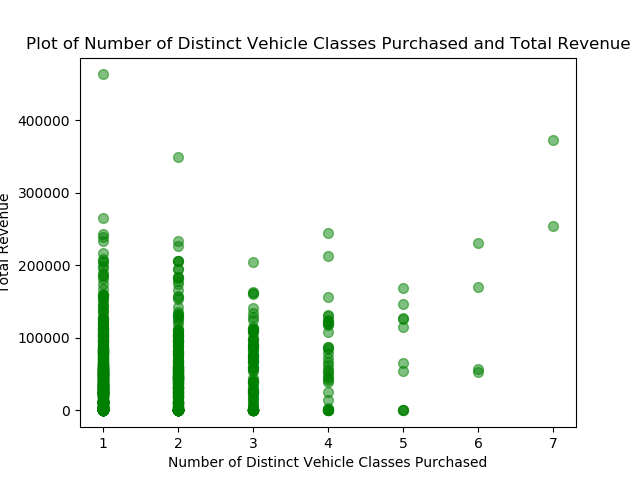 Plot of Number of Distinct Vehicle Classes Purchased and Total Revenue
400000
300000
200000
100000
0
Total Revenue
1 2 3 4 5 6 7
Number of Distinct Vehicle Classes Purchased